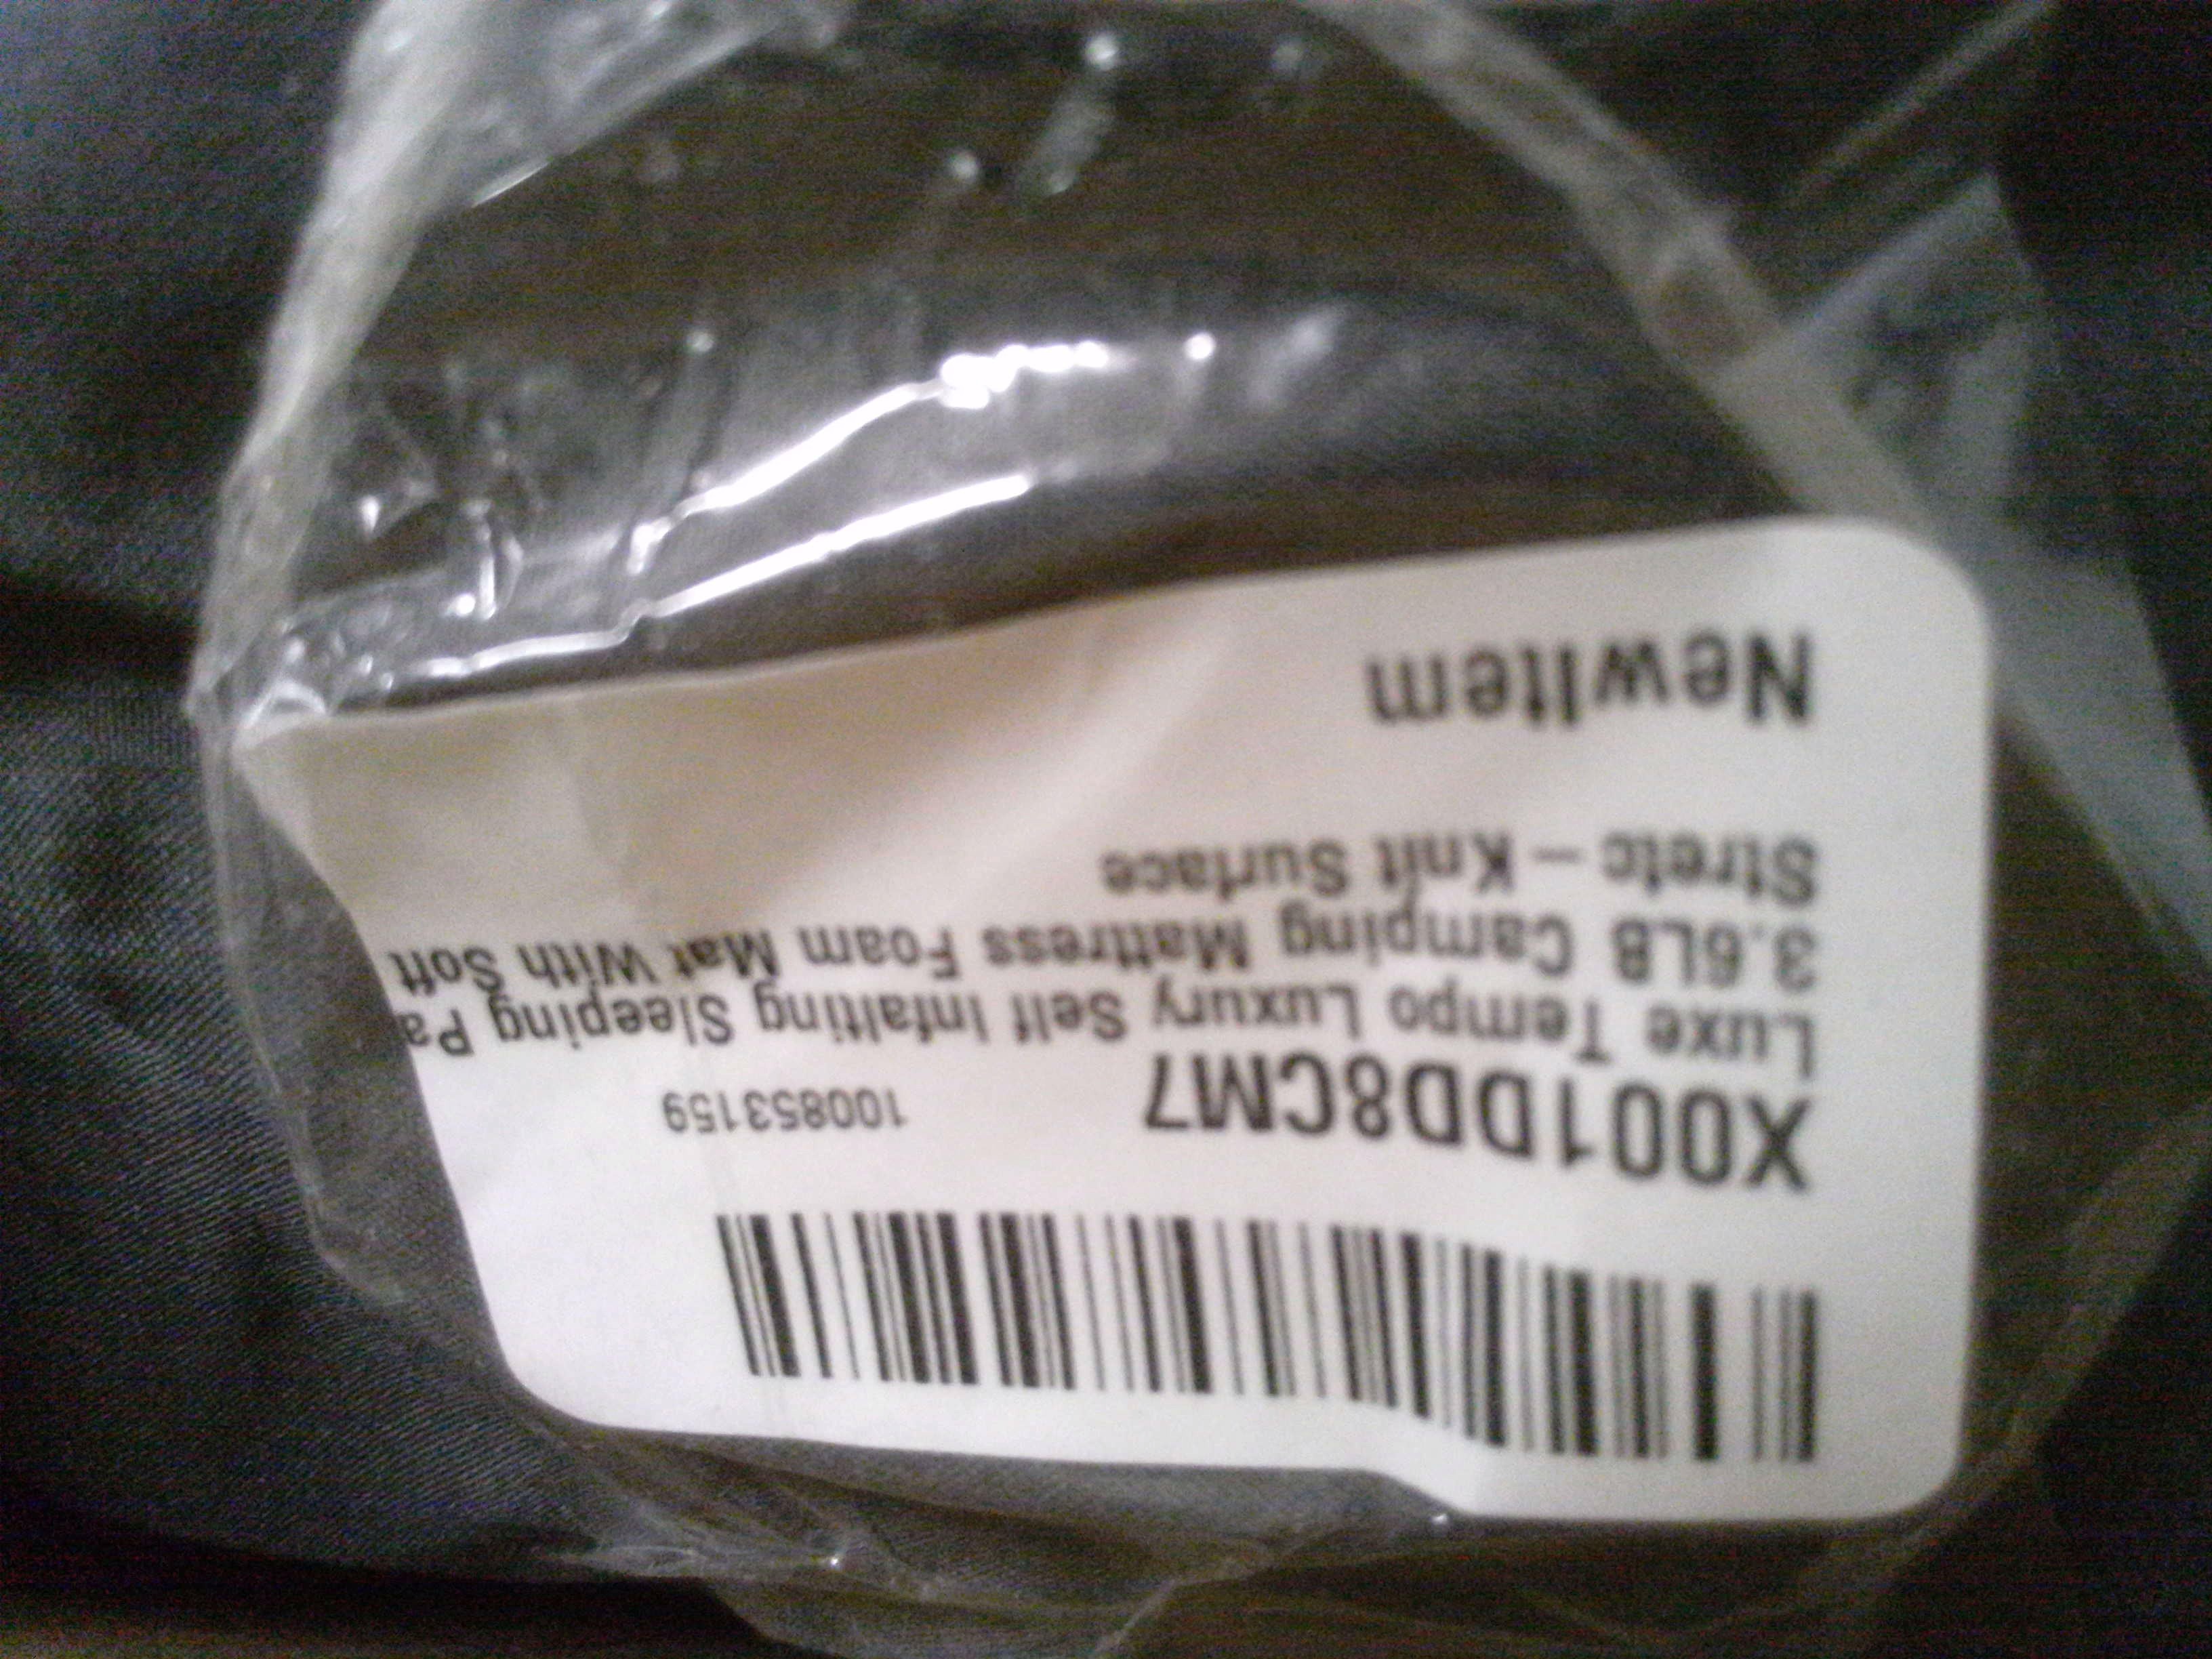 X001DD8CM7 100853159
Luxe Tempo Luxury Self Infalting Sleeping Pa
3.6LB Camping Mattress Foam Mat With Soft
Stretc - Knit Surface
NewItem